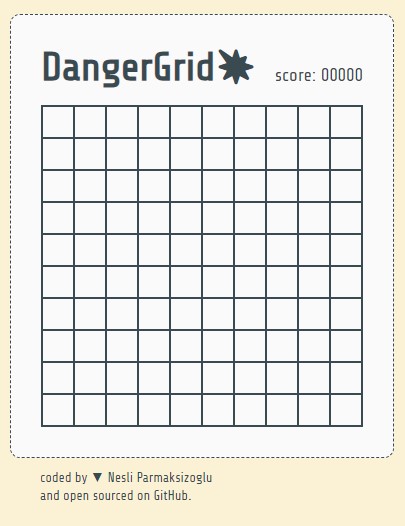 DangerGrid
score: 00000
coded by ▼ Nesli Parmaksizoglu
and open sourced on GitHub.